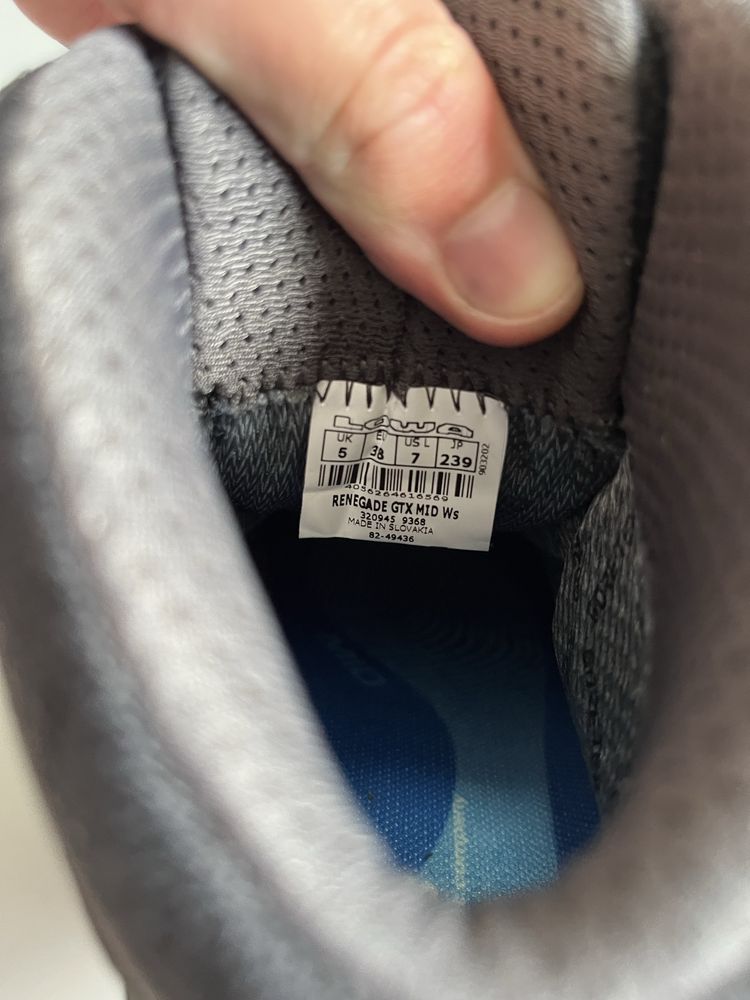 LOWA
UK EU US L JP
5 38 7 239
903202
4056264616569
RENEGADE GTX MID Ws
320945 9368
MADE IN SLOVAKIA
82-49436